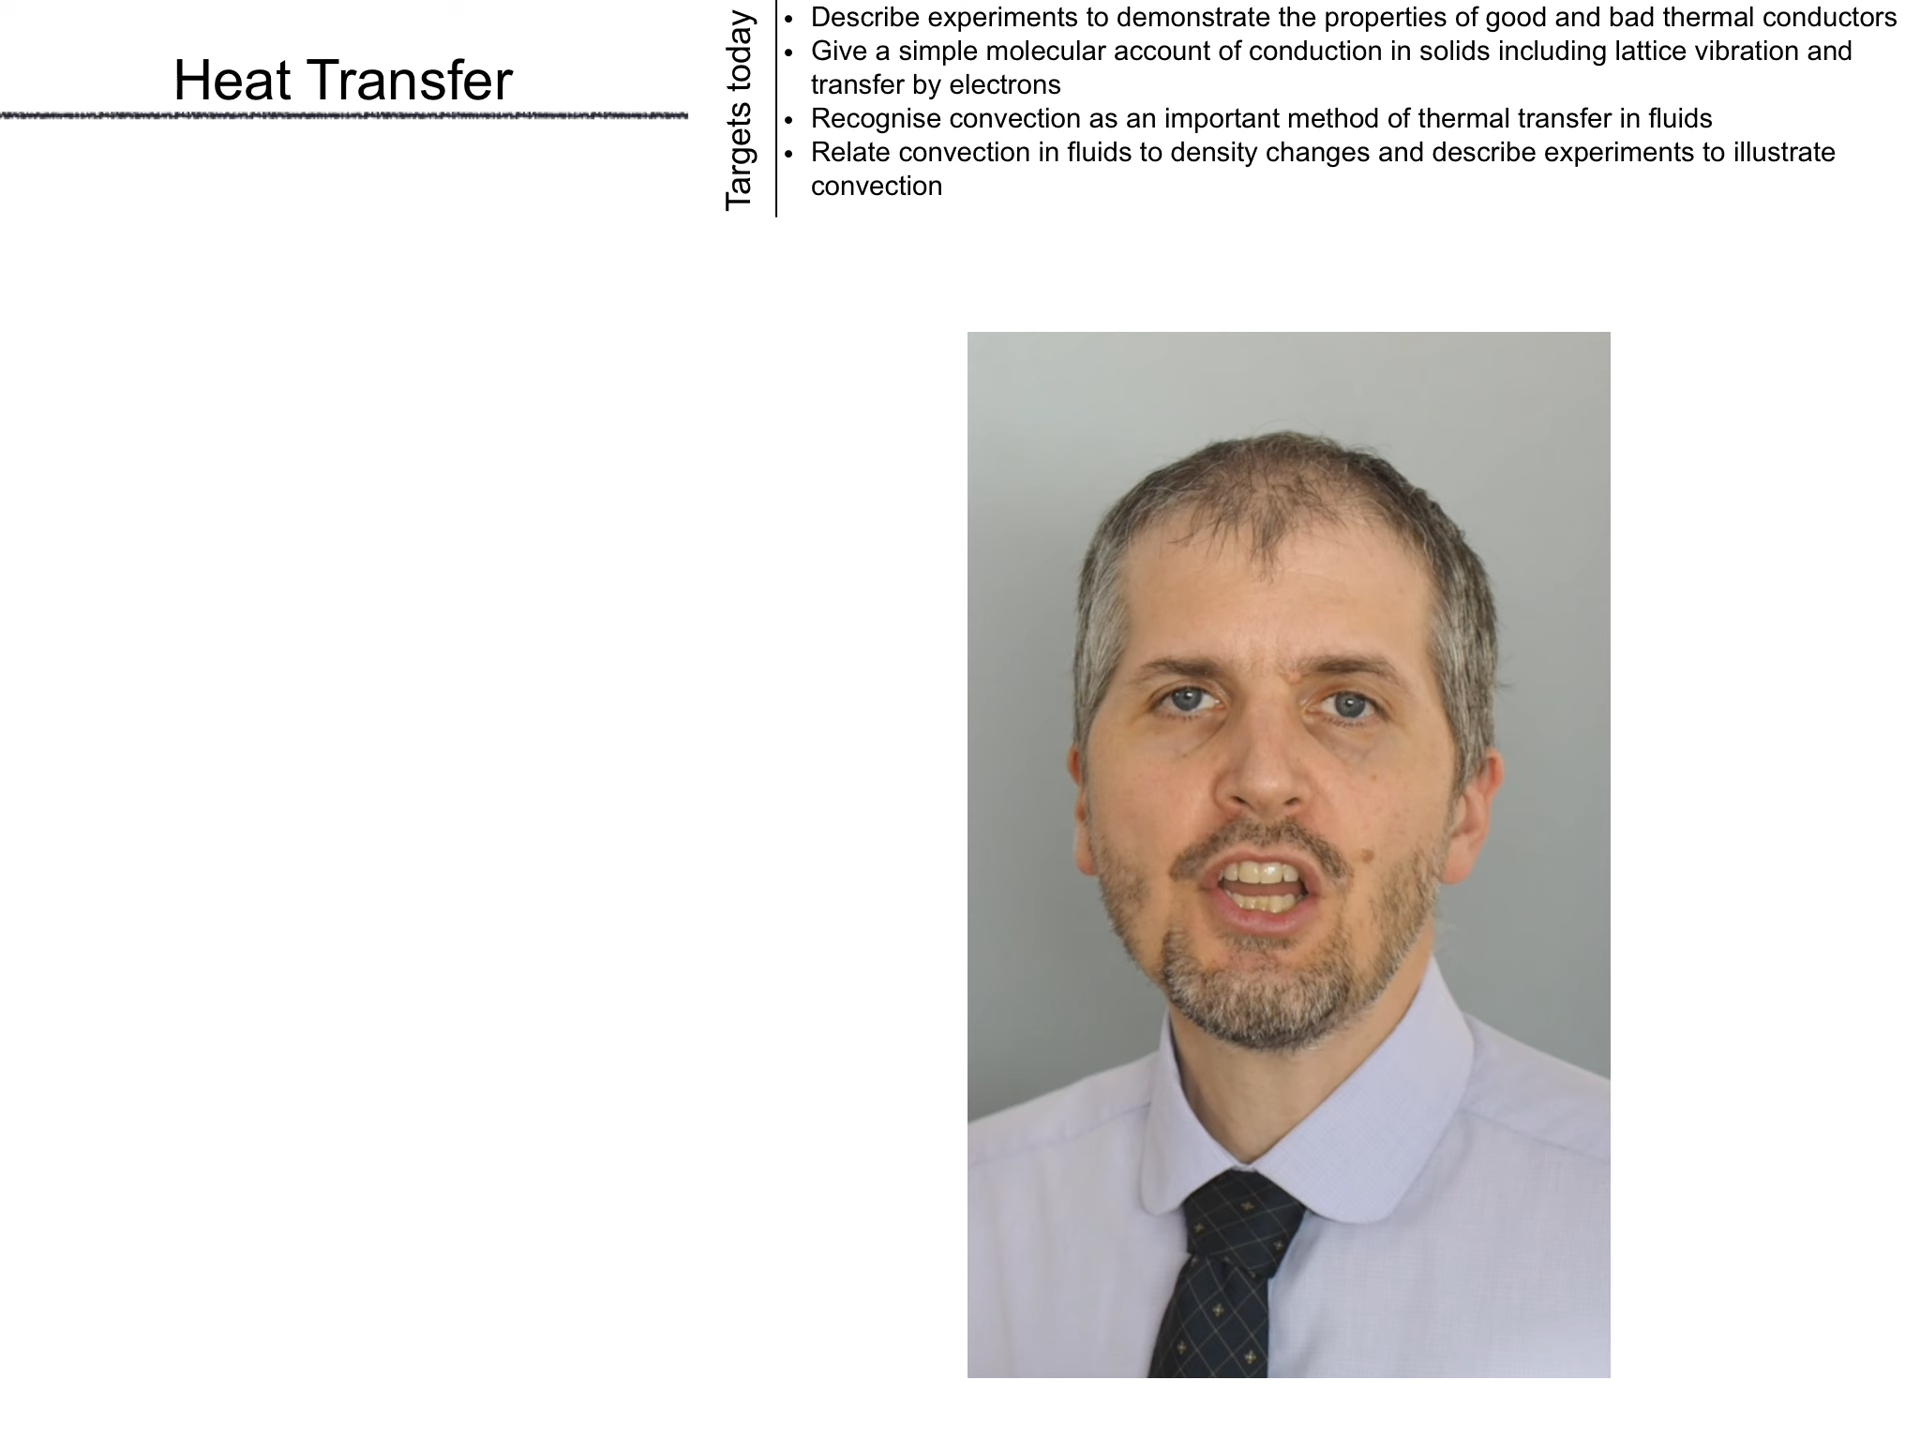 Heat Transfer
Targets today
• Describe experiments to demonstrate the properties of good and bad thermal conductors
• Give a simple molecular account of conduction in solids including lattice vibration and
transfer by electrons
• Recognise convection as an important method of thermal transfer in fluids
• Relate convection in fluids to density changes and describe experiments to illustrate
convection